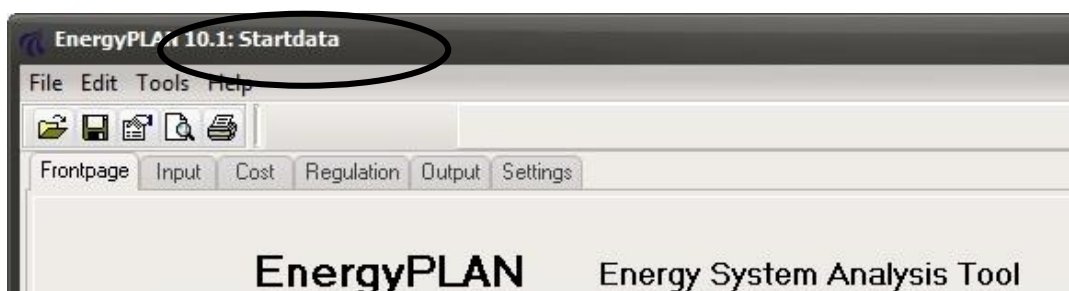 EnergyPLAN 10.1: Startdata
File Edit Tools Help
Frontpage Input Cost Regulation Output Settings
EnergyPLAN Energy System Analysis Tool